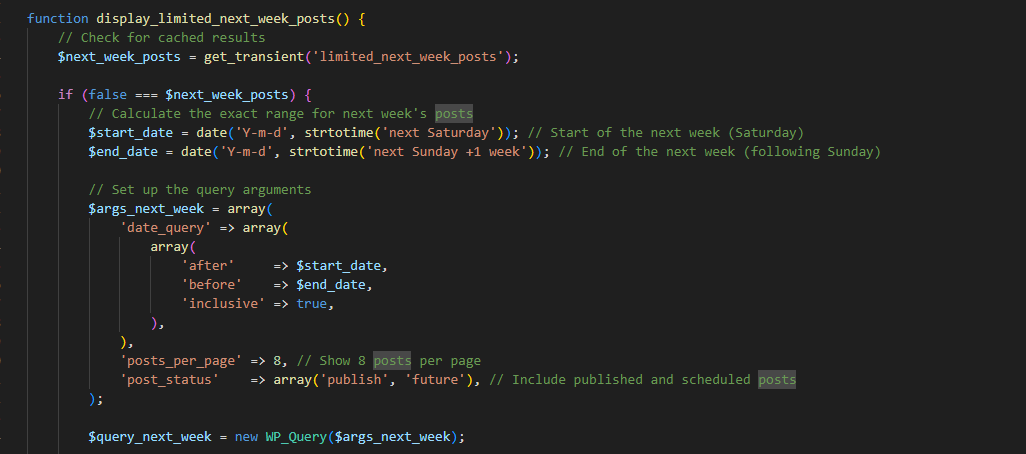 function display_limited_next_week_posts() {
    // Check for cached results
    $next_week_posts = get_transient('limited_next_week_posts');

    if (false === $next_week_posts) {
        // Calculate the exact range for next week's posts
        $start_date = date('Y-m-d', strtotime('next Saturday')); // Start of the next week (Saturday)
        $end_date = date('Y-m-d', strtotime('next Sunday +1 week')); // End of the next week (following Sunday)

        // Set up the query arguments
        $args_next_week = array(
            'date_query' => array(
                array(
                    'after'     => $start_date,
                    'before'    => $end_date,
                    'inclusive' => true,
                ),
            ),
            'posts_per_page' => 8, // Show 8 posts per page
            'post_status'    => array('publish', 'future'), // Include published and scheduled posts
        );

        $query_next_week = new WP_Query($args_next_week);